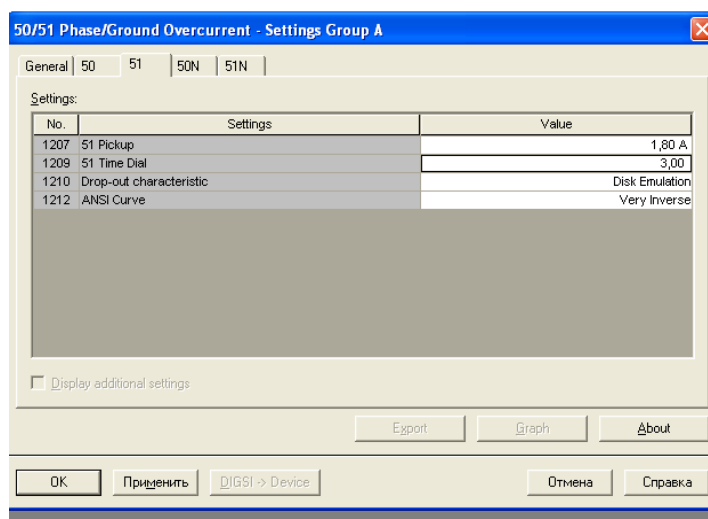 50/51 Phase/Ground Overcurrent - Settings Group A
General 50 51 50N 51N
Settings:
No. Settings Value
1207 51 Pickup 1,80 A
1209 51 Time Dial 3,00
1210 Drop-out characteristic Disk Emulation
1212 ANSI Curve Very Inverse
Display additional settings
Export Graph About
OK Применить DIGSI -> Device Отмена Справка